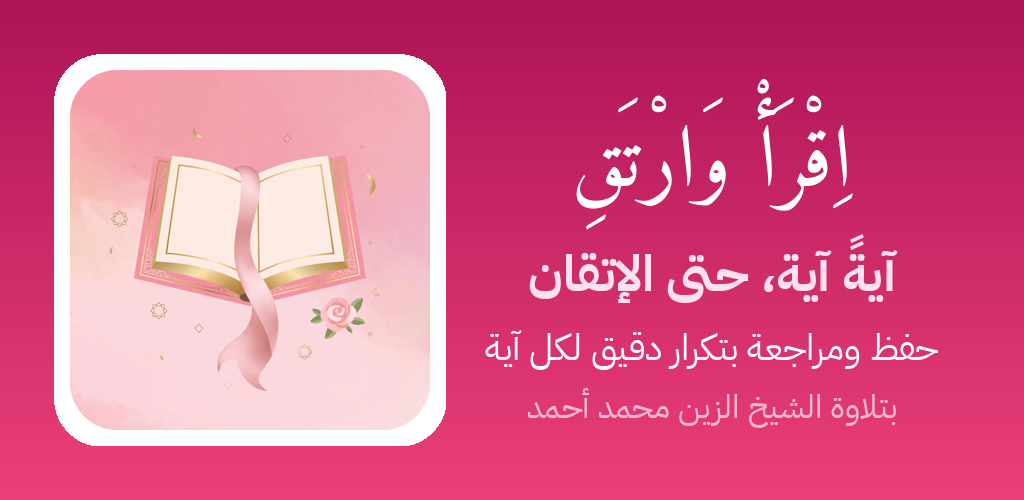 اِقْرَأْ وَارْتَقِ
آيةً آية، حتى الإتقان
حفظ ومراجعة بتكرار دقيق لكل آية
بتلاوة الشيخ الزين محمد أحمد